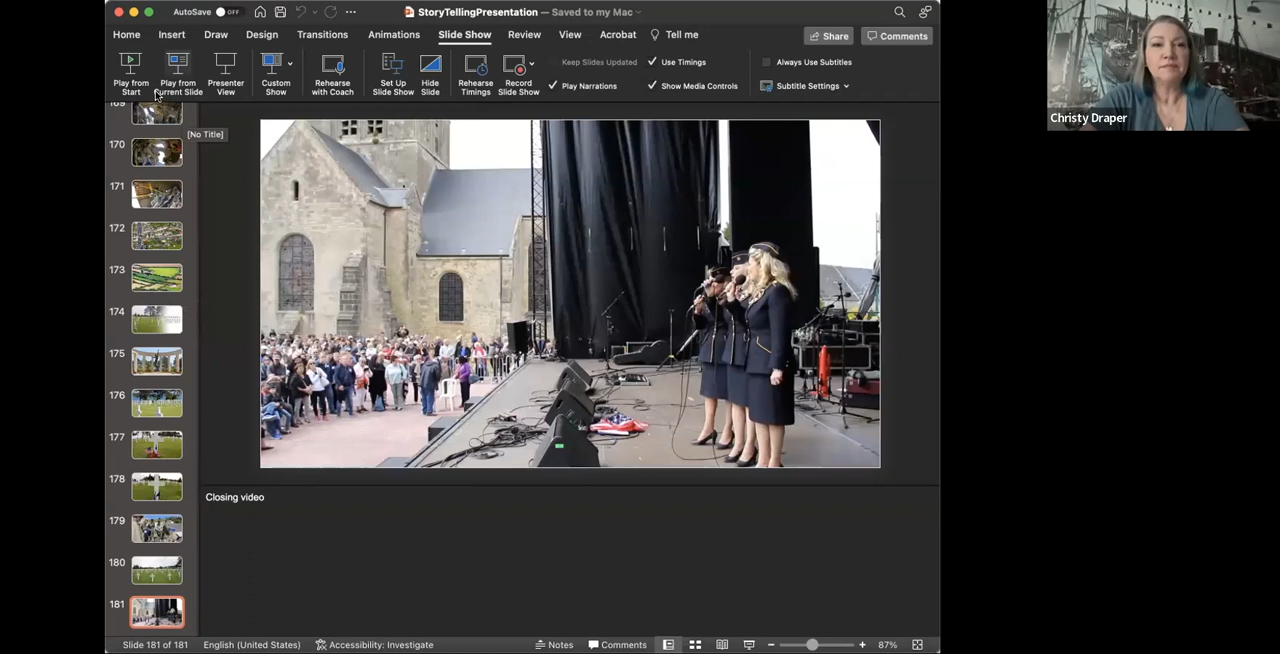 AutoSave OFF
StoryTellingPresentation — Saved to my Mac
Home Insert Draw Design Transitions Animations Slide Show Review View Acrobat Tell me
Share Comments
Play from Start
Play from Current Slide
Presenter View
Custom Show
Rehearse with Coach
Set Up Slide Show
Hide Slide
Rehearse Timings
Record Slide Show
Keep Slides Updated
Play Narrations
Use Timings
Show Media Controls
Always Use Subtitles
Subtitle Settings
Christy Draper
[No Title]
169
170
171
172
173
174
175
176
177
178
179
180
181
Closing video
Slide 181 of 181 English (United States) Accessibility: Investigate Notes Comments 87%